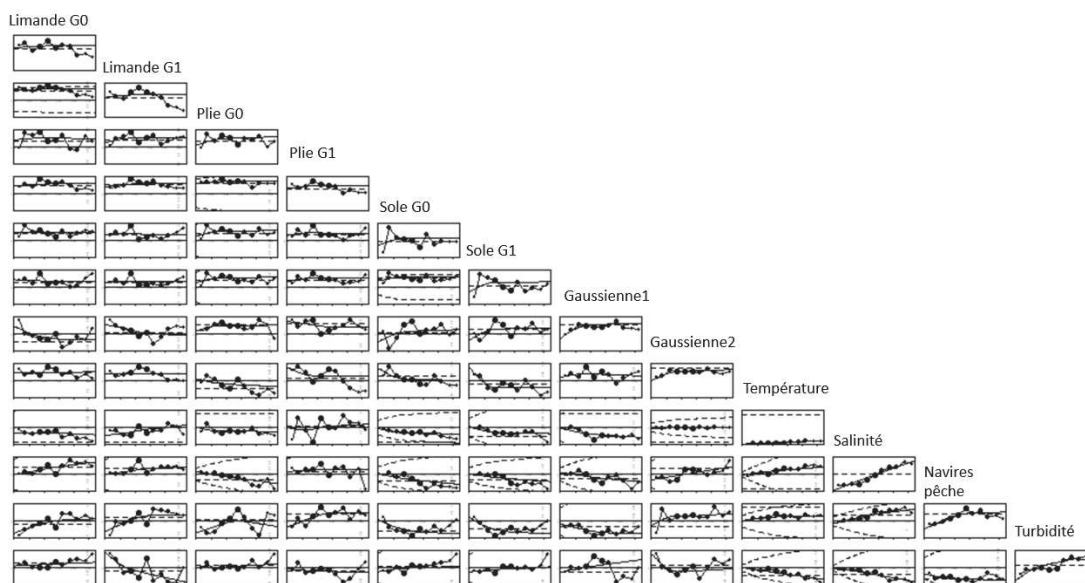 Limande G0
Limande G1
Plie G0
Plie G1
Sole G0
Sole G1
Gaussienne1
Gaussienne2
Température
Salinité
Navires
pêche
Turbidité